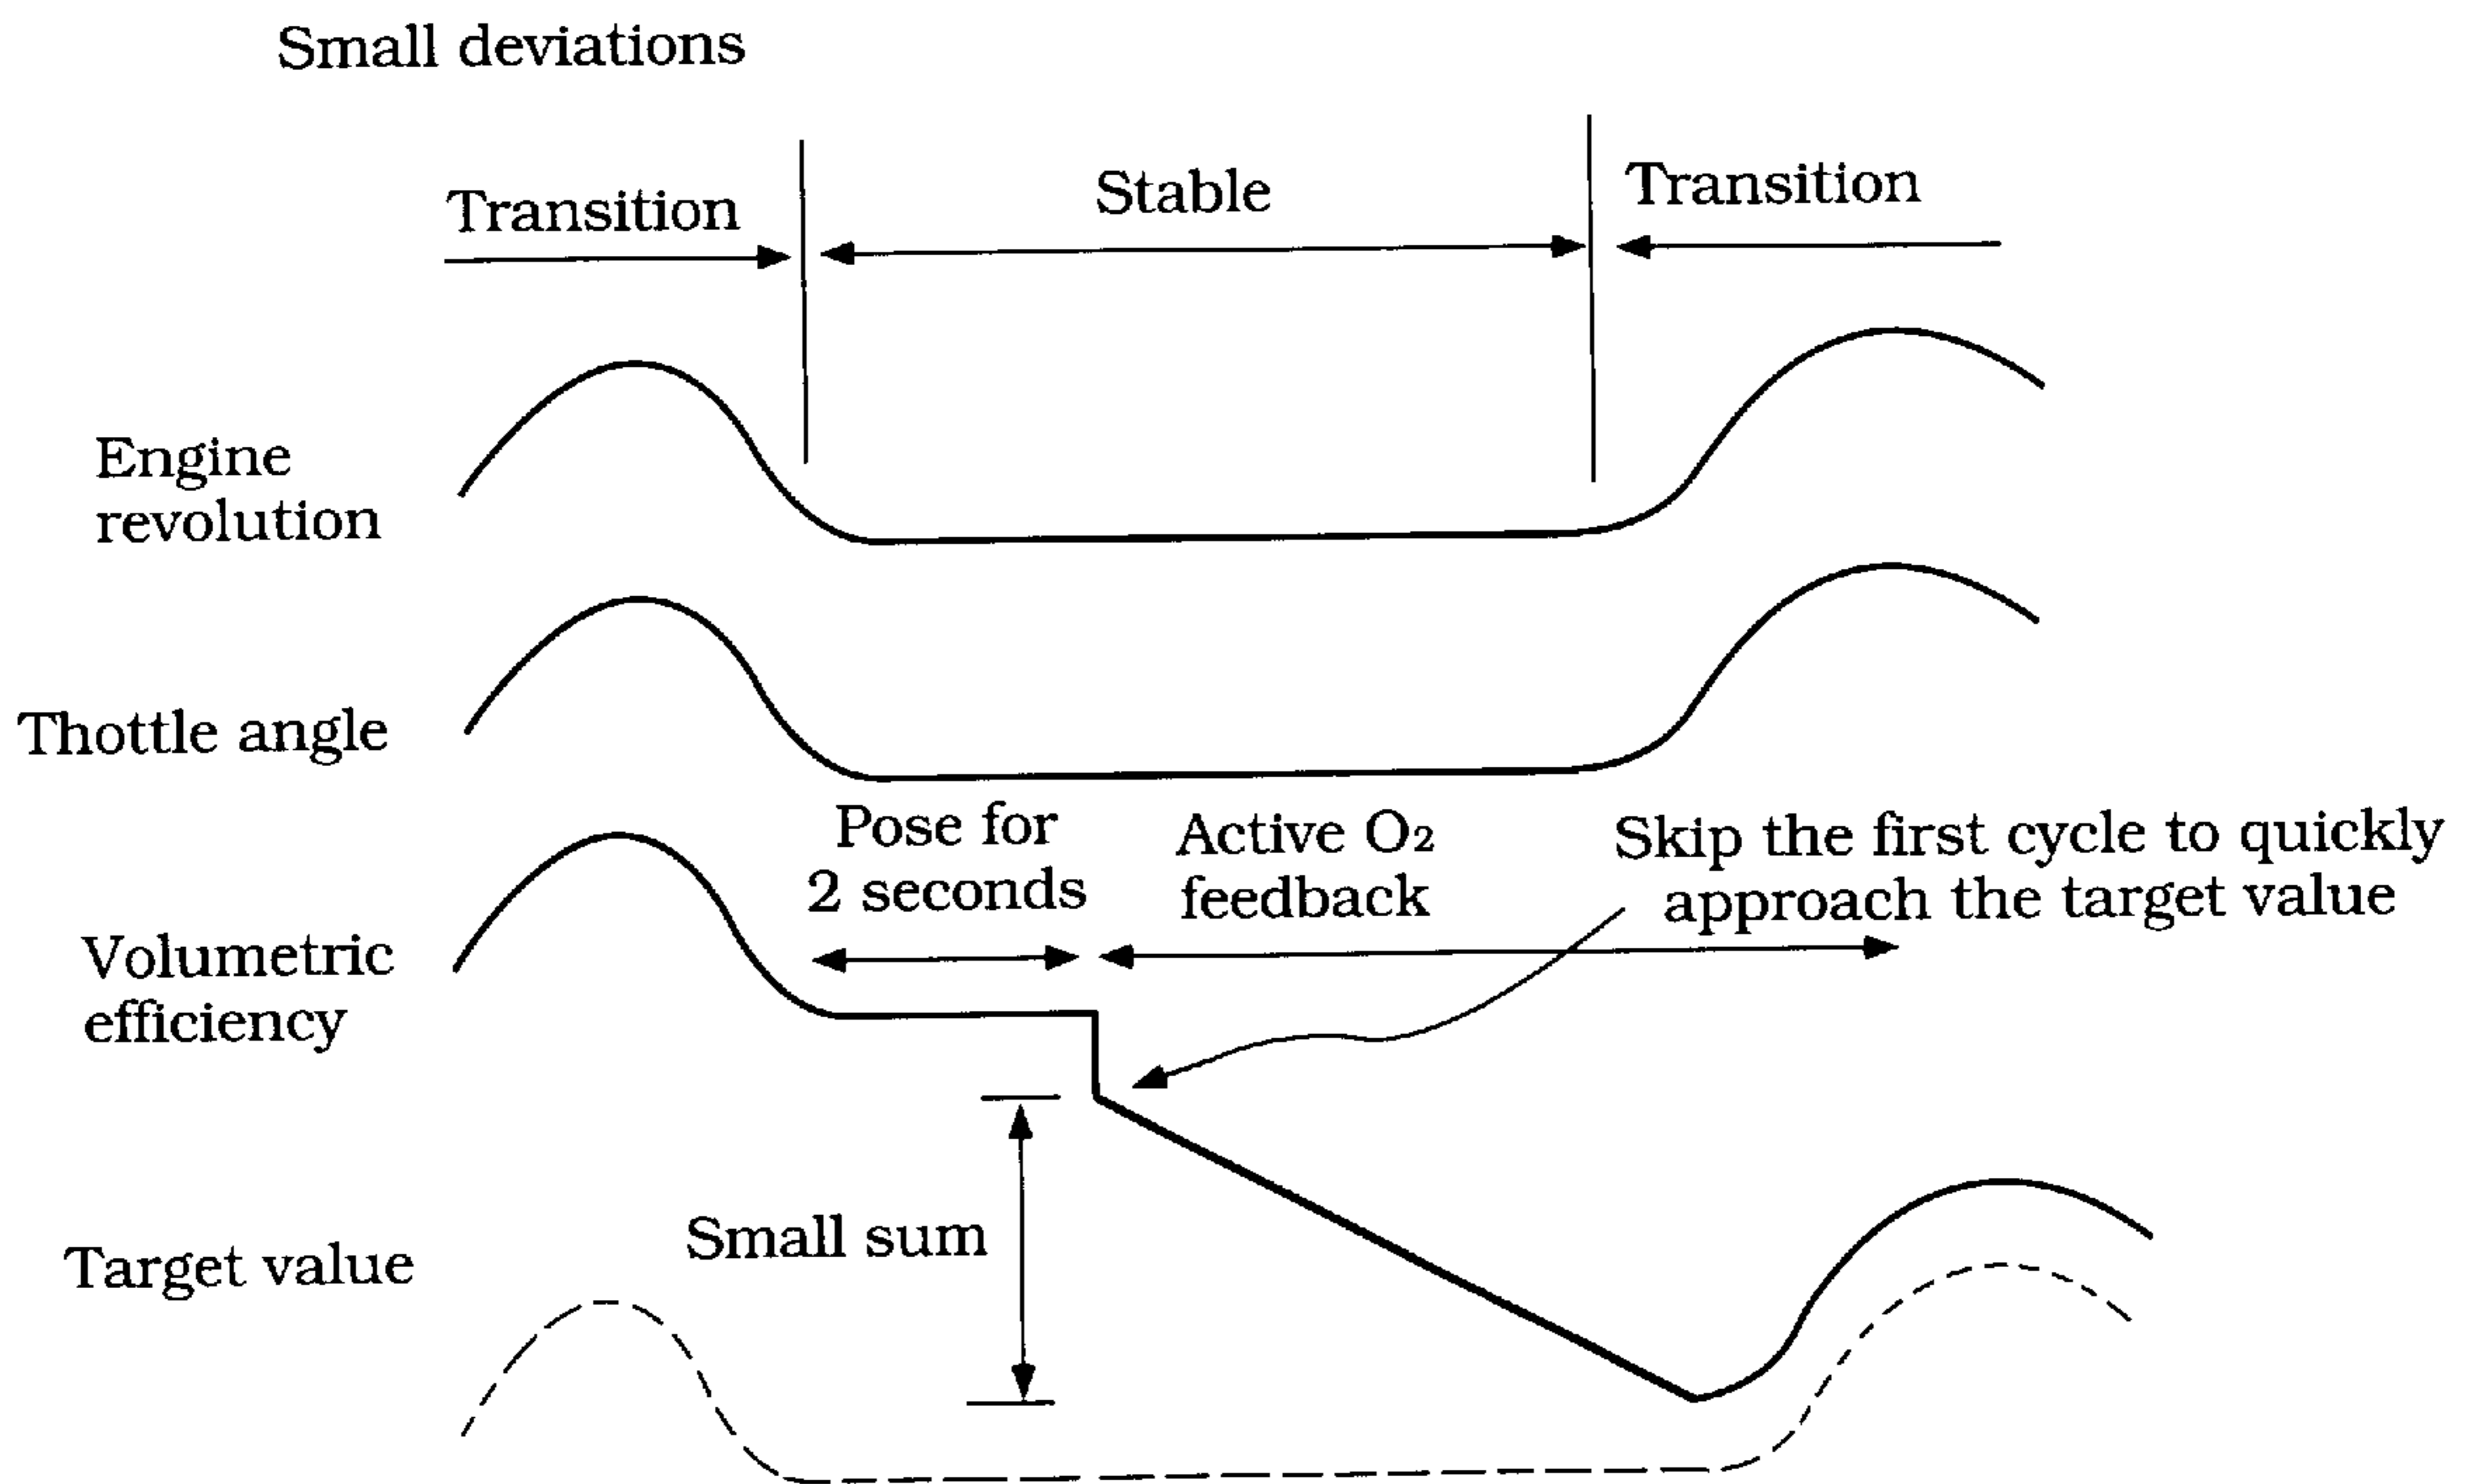 Small deviations
Transition
Stable
Transition
Engine
revolution
Thottle angle
Pose for
2 seconds
Active O₂
feedback
Skip the first cycle to quickly
approach the target value
Volumetric
efficiency
Small sum
Target value